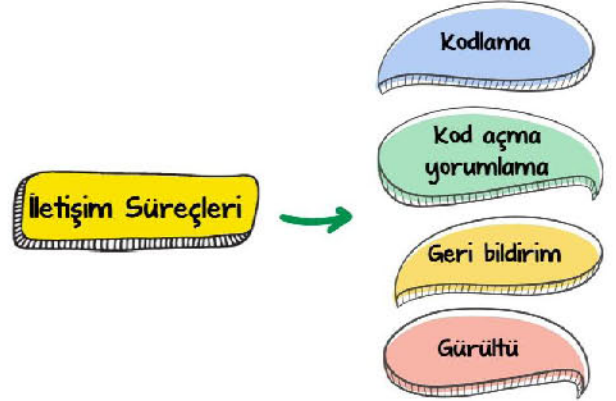 İletişim Süreçleri
Kodlama
Kod açma
yorumlama
Geri bildirim
Gürültü